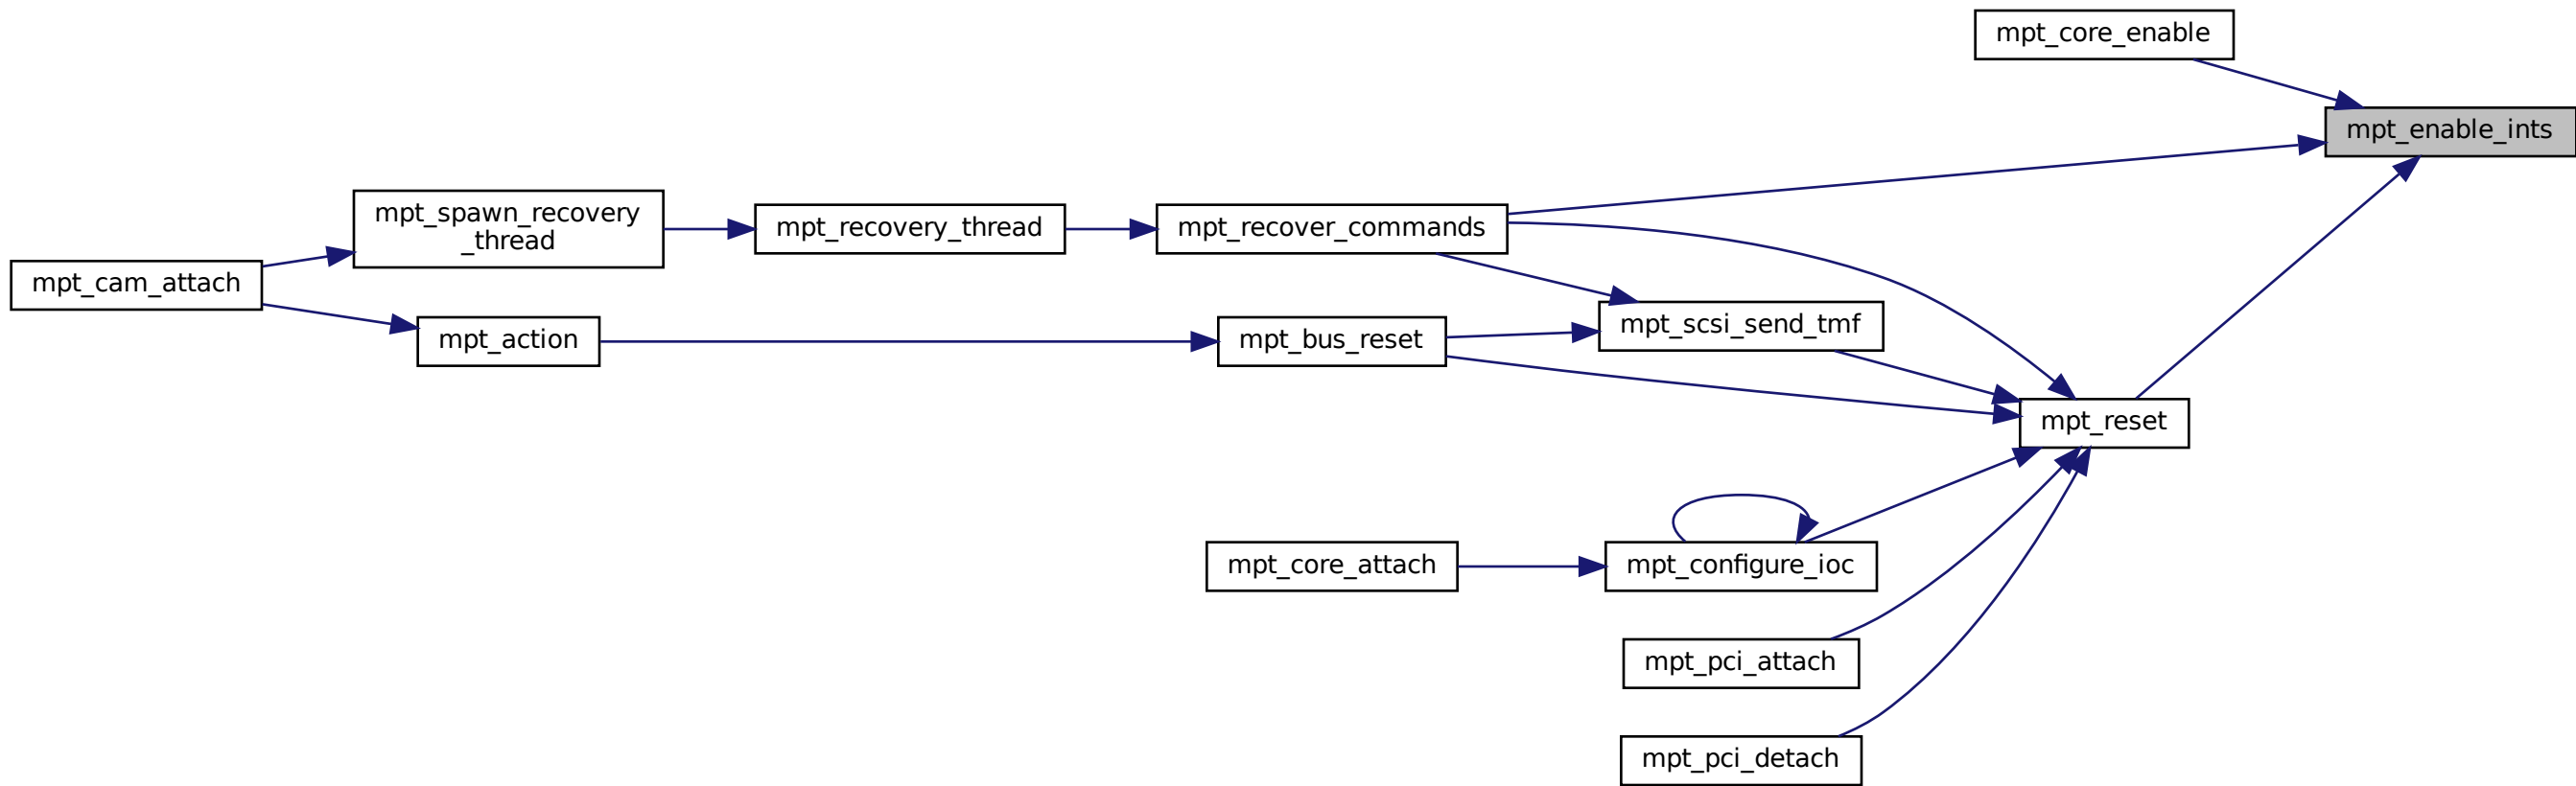 mpt_core_enable
mpt_enable_ints
mpt_spawn_recovery
_thread
mpt_recovery_thread
mpt_recover_commands
mpt_cam_attach
mpt_action
mpt_bus_reset
mpt_scsi_send_tmf
mpt_reset
mpt_core_attach
mpt_configure_ioc
mpt_pci_attach
mpt_pci_detach